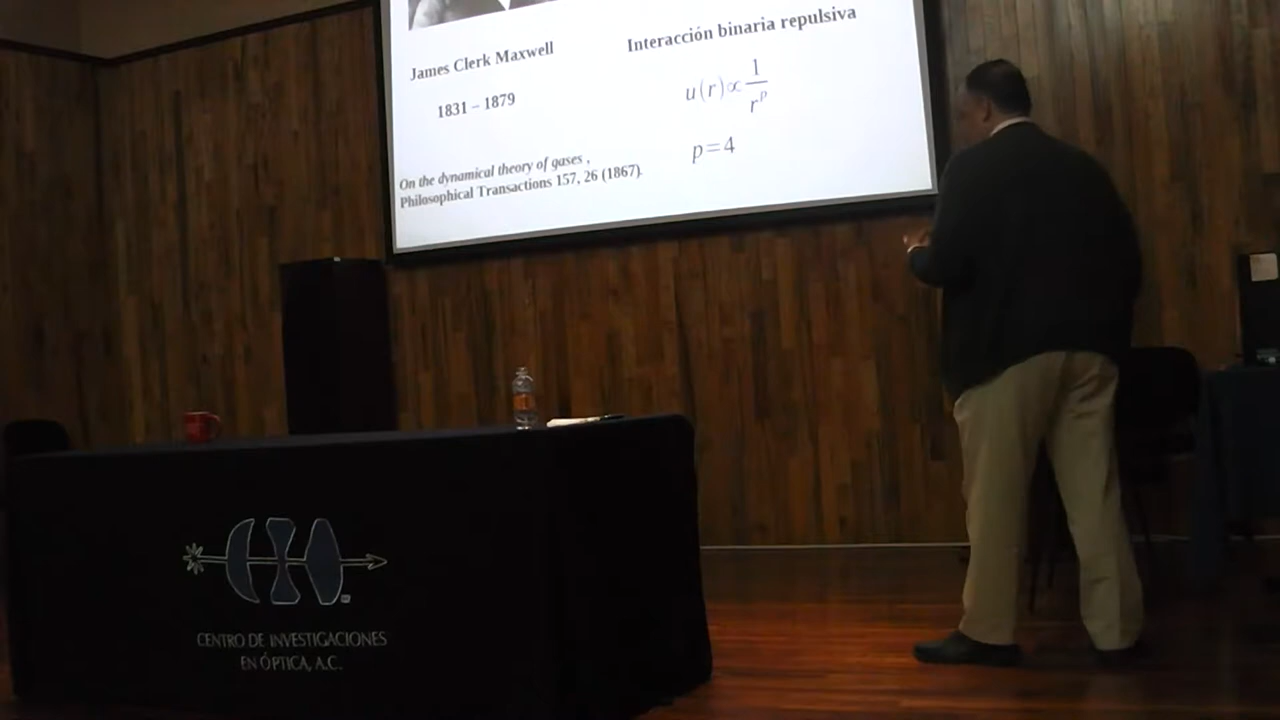 James Clerk Maxwell
1831 – 1879
On the dynamical theory of gases ,
Philosophical Transactions 157, 26 (1867).
Interacción binaria repulsiva
u(r)∝1/r^p
p=4
CENTRO DE INVESTIGACIONES
EN ÓPTICA, A.C.